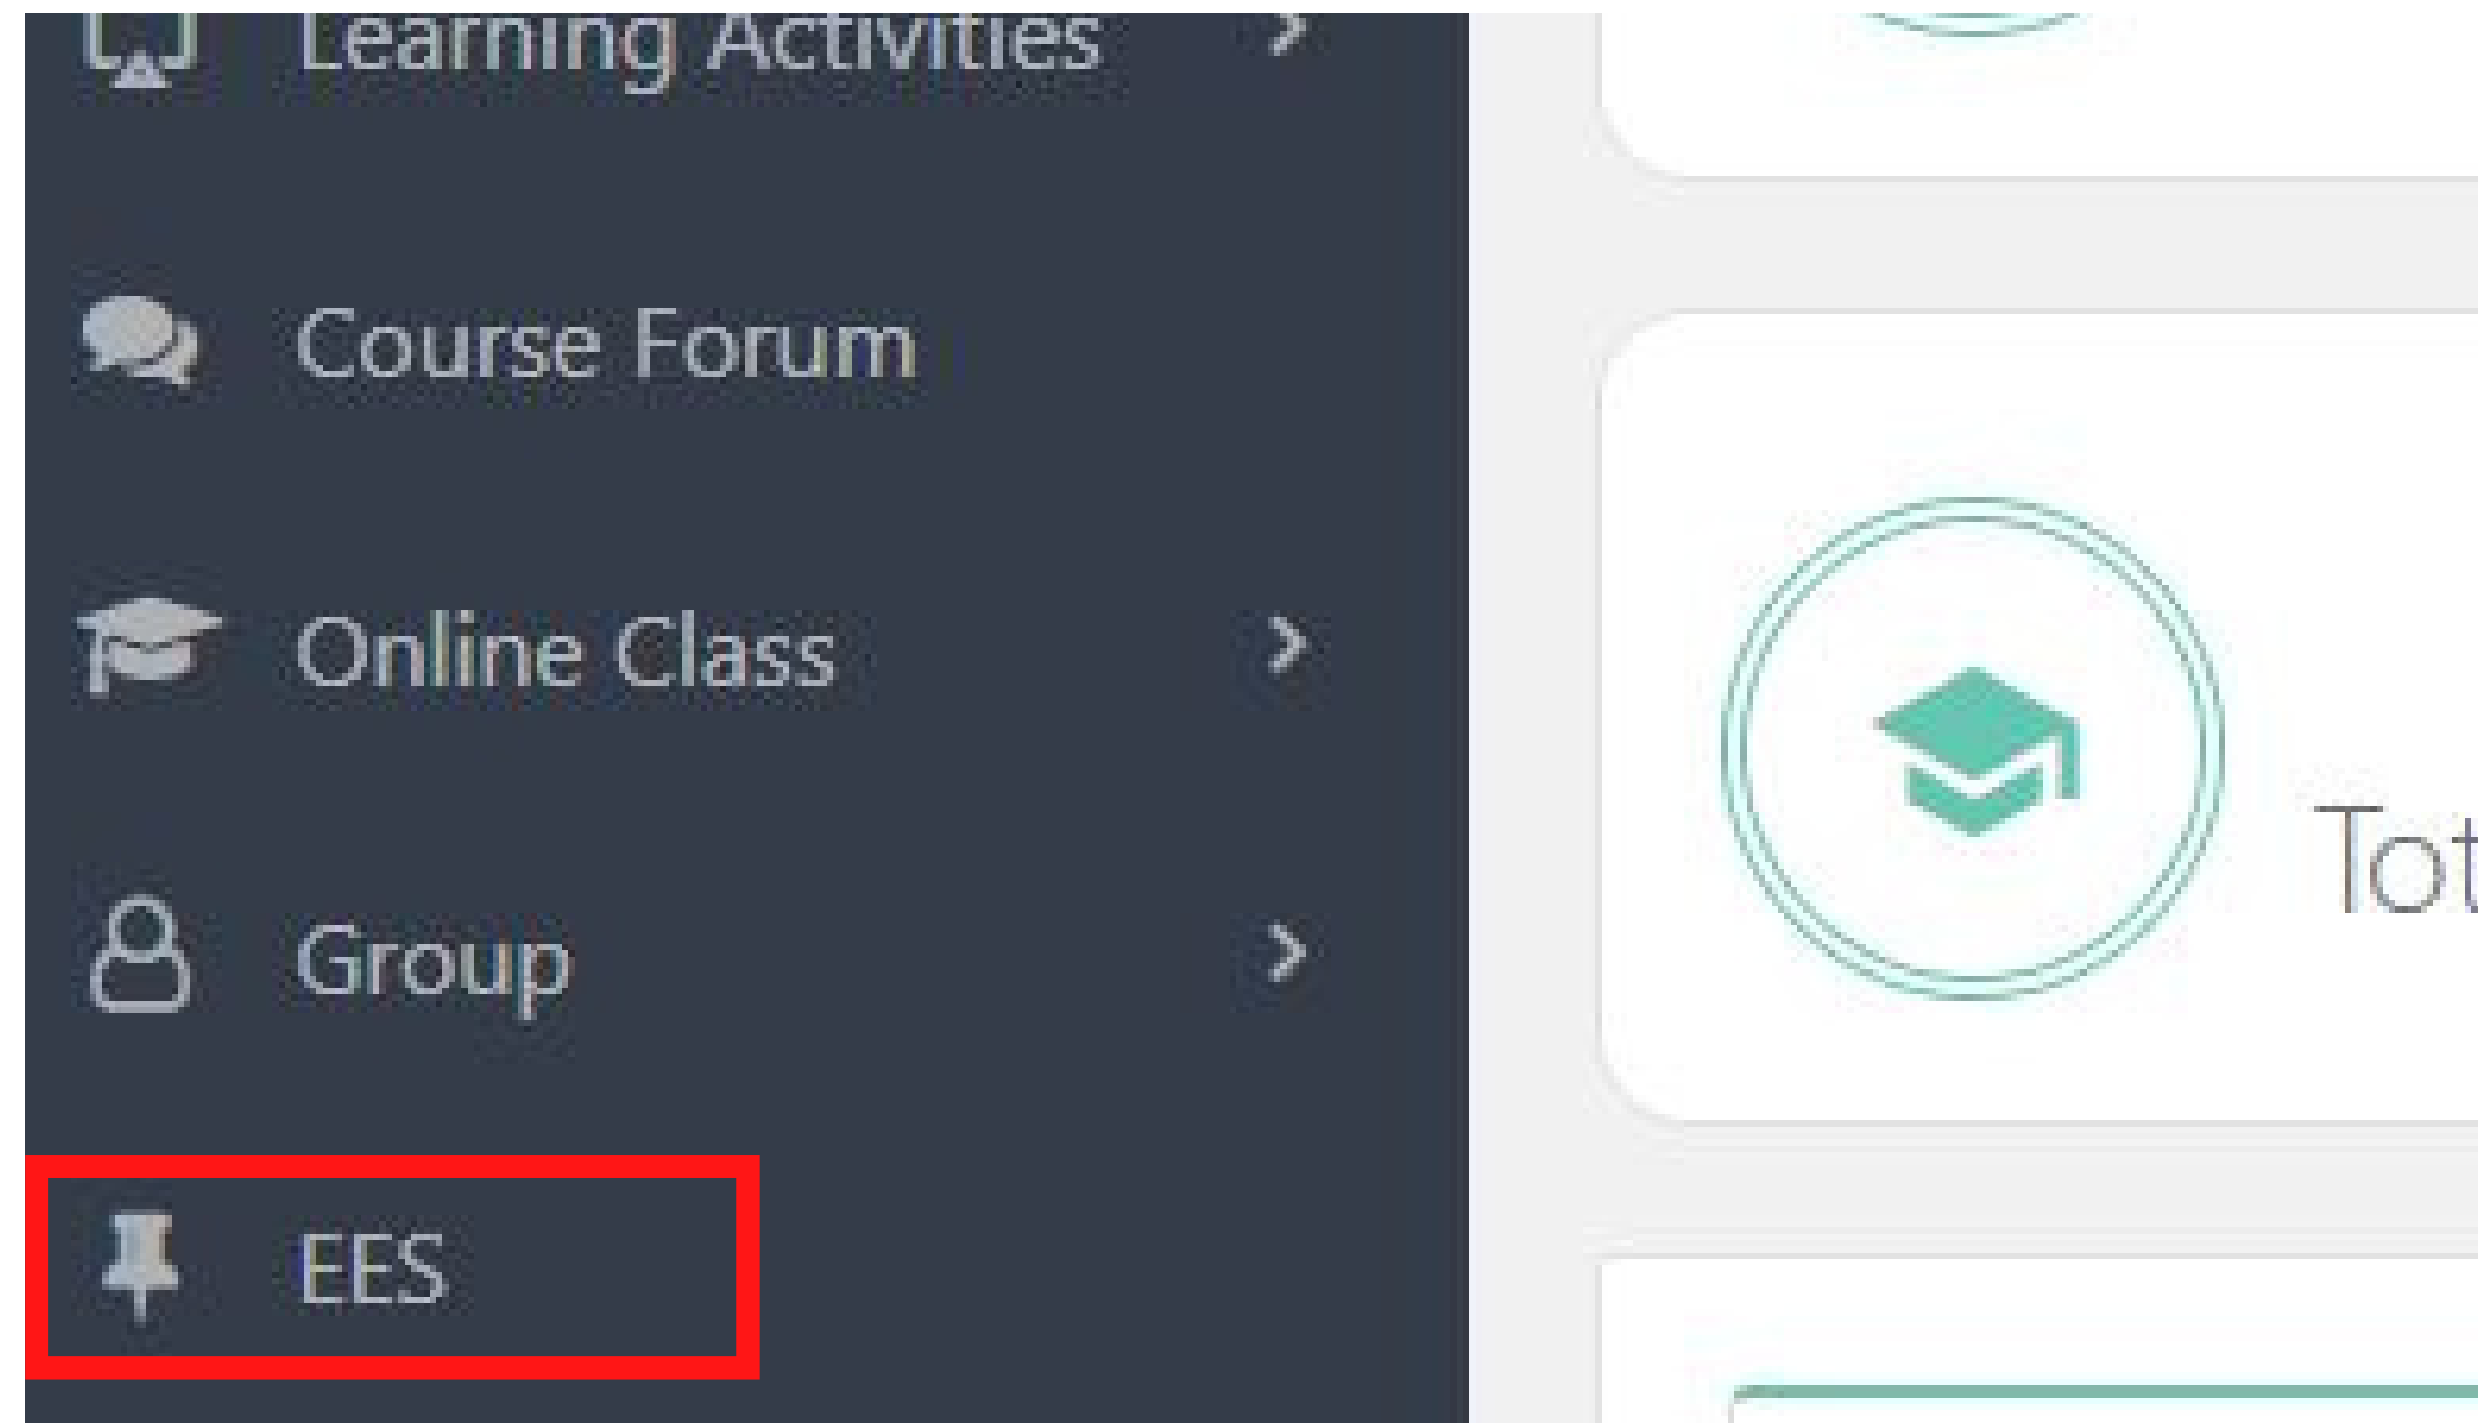 Learning Activities
Course Forum
Online Class
Group
EES
Tot